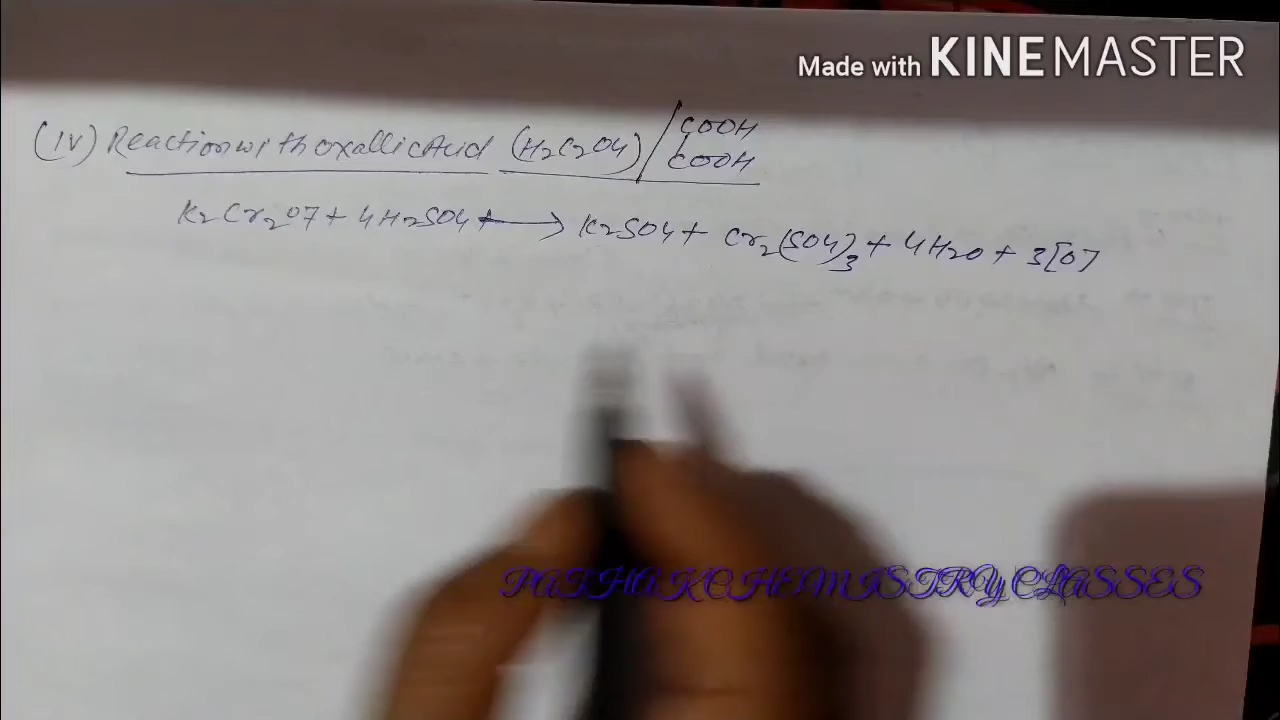 Made with KINEMASTER
(IV) Reaction with oxallic Acid (H2C2O4) / COOH
COOH
K2Cr2O7 + 4H2SO4 + ⟶ K2SO4 + Cr2(SO4)3 + 4H2O + 3[O]
PATHAK CHEMISTRY CLASSES